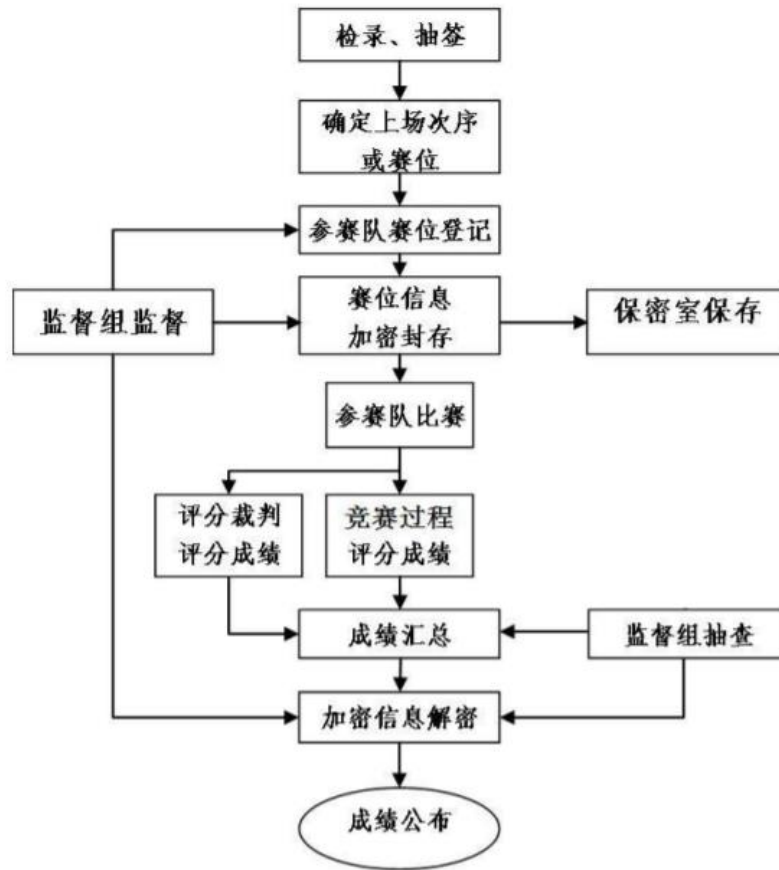 检录、抽签
确定上场次序
或赛位
参赛队赛位登记
监督组监督
赛位信息
加密封存
保密室保存
参赛队比赛
评分裁判
评分成绩
竞赛过程
评分成绩
成绩汇总
监督组抽查
加密信息解密
成绩公布